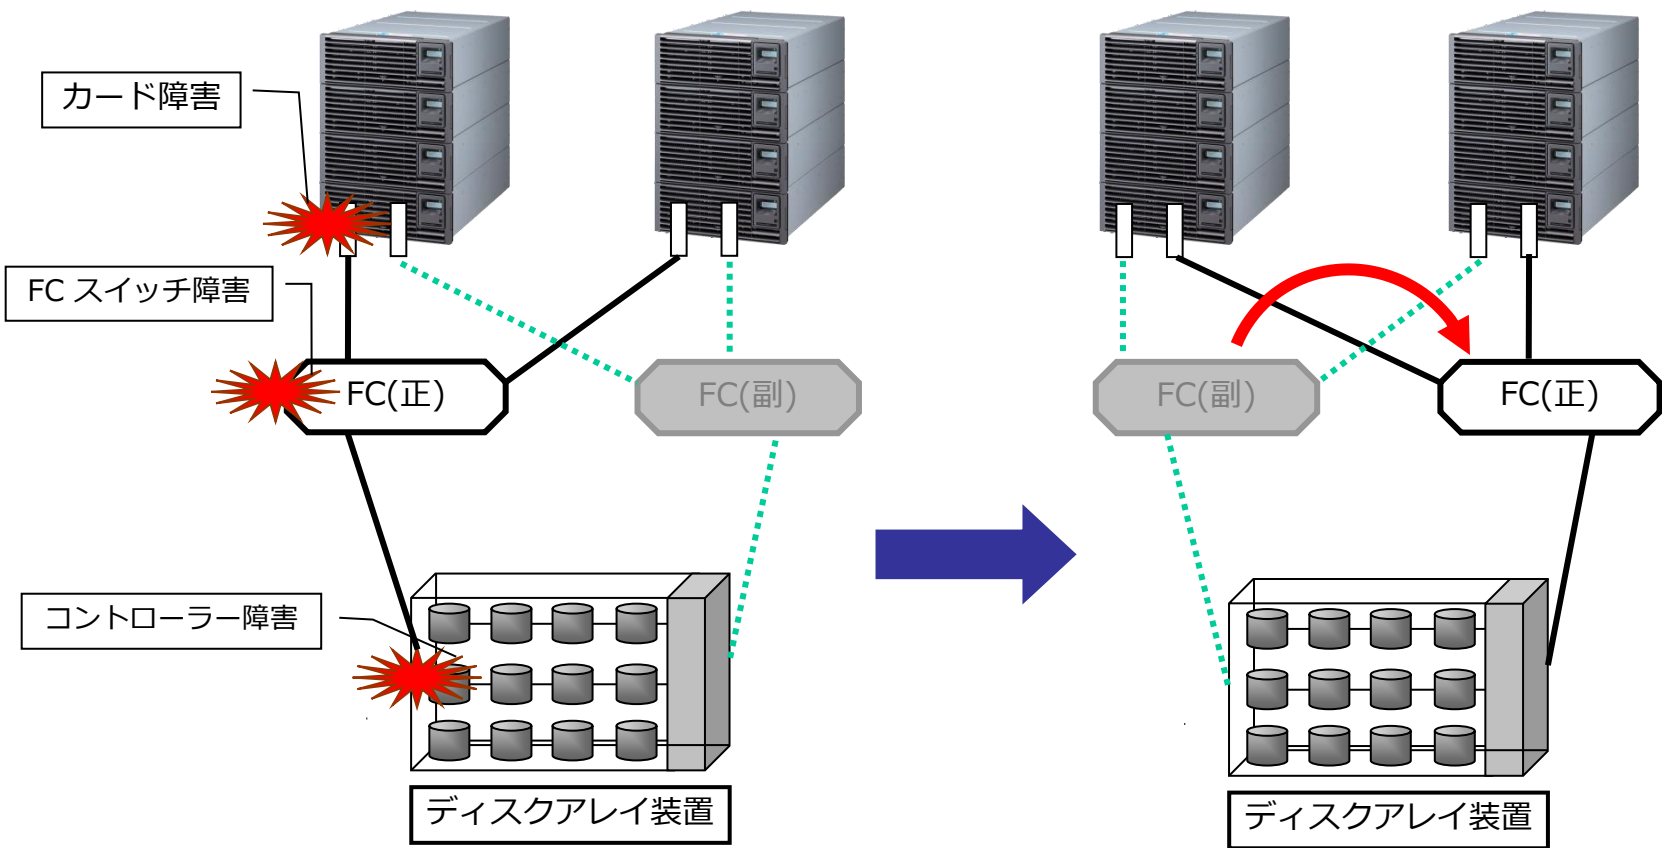 カード障害
FC スイッチ障害
FC(正)
FC(副)
FC(副)
FC(正)
コントローラー障害
ディスクアレイ装置
ディスクアレイ装置